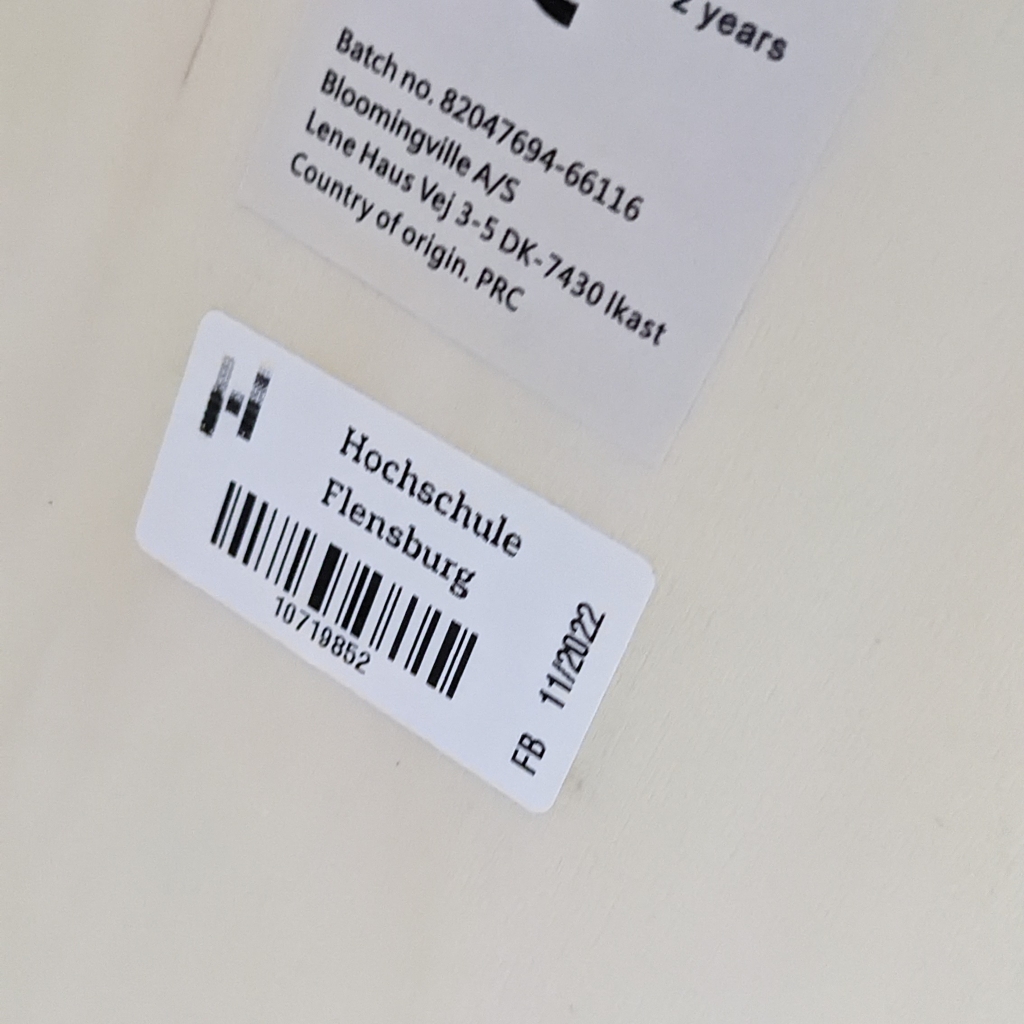 2 years
Batch no. 82047694-66116
Bloomingville A/S
Lene Haus Vej 3-5 DK-7430 Ikast
Country of origin. PRC
H
Hochschule
Flensburg
10719852
FB 11/2022